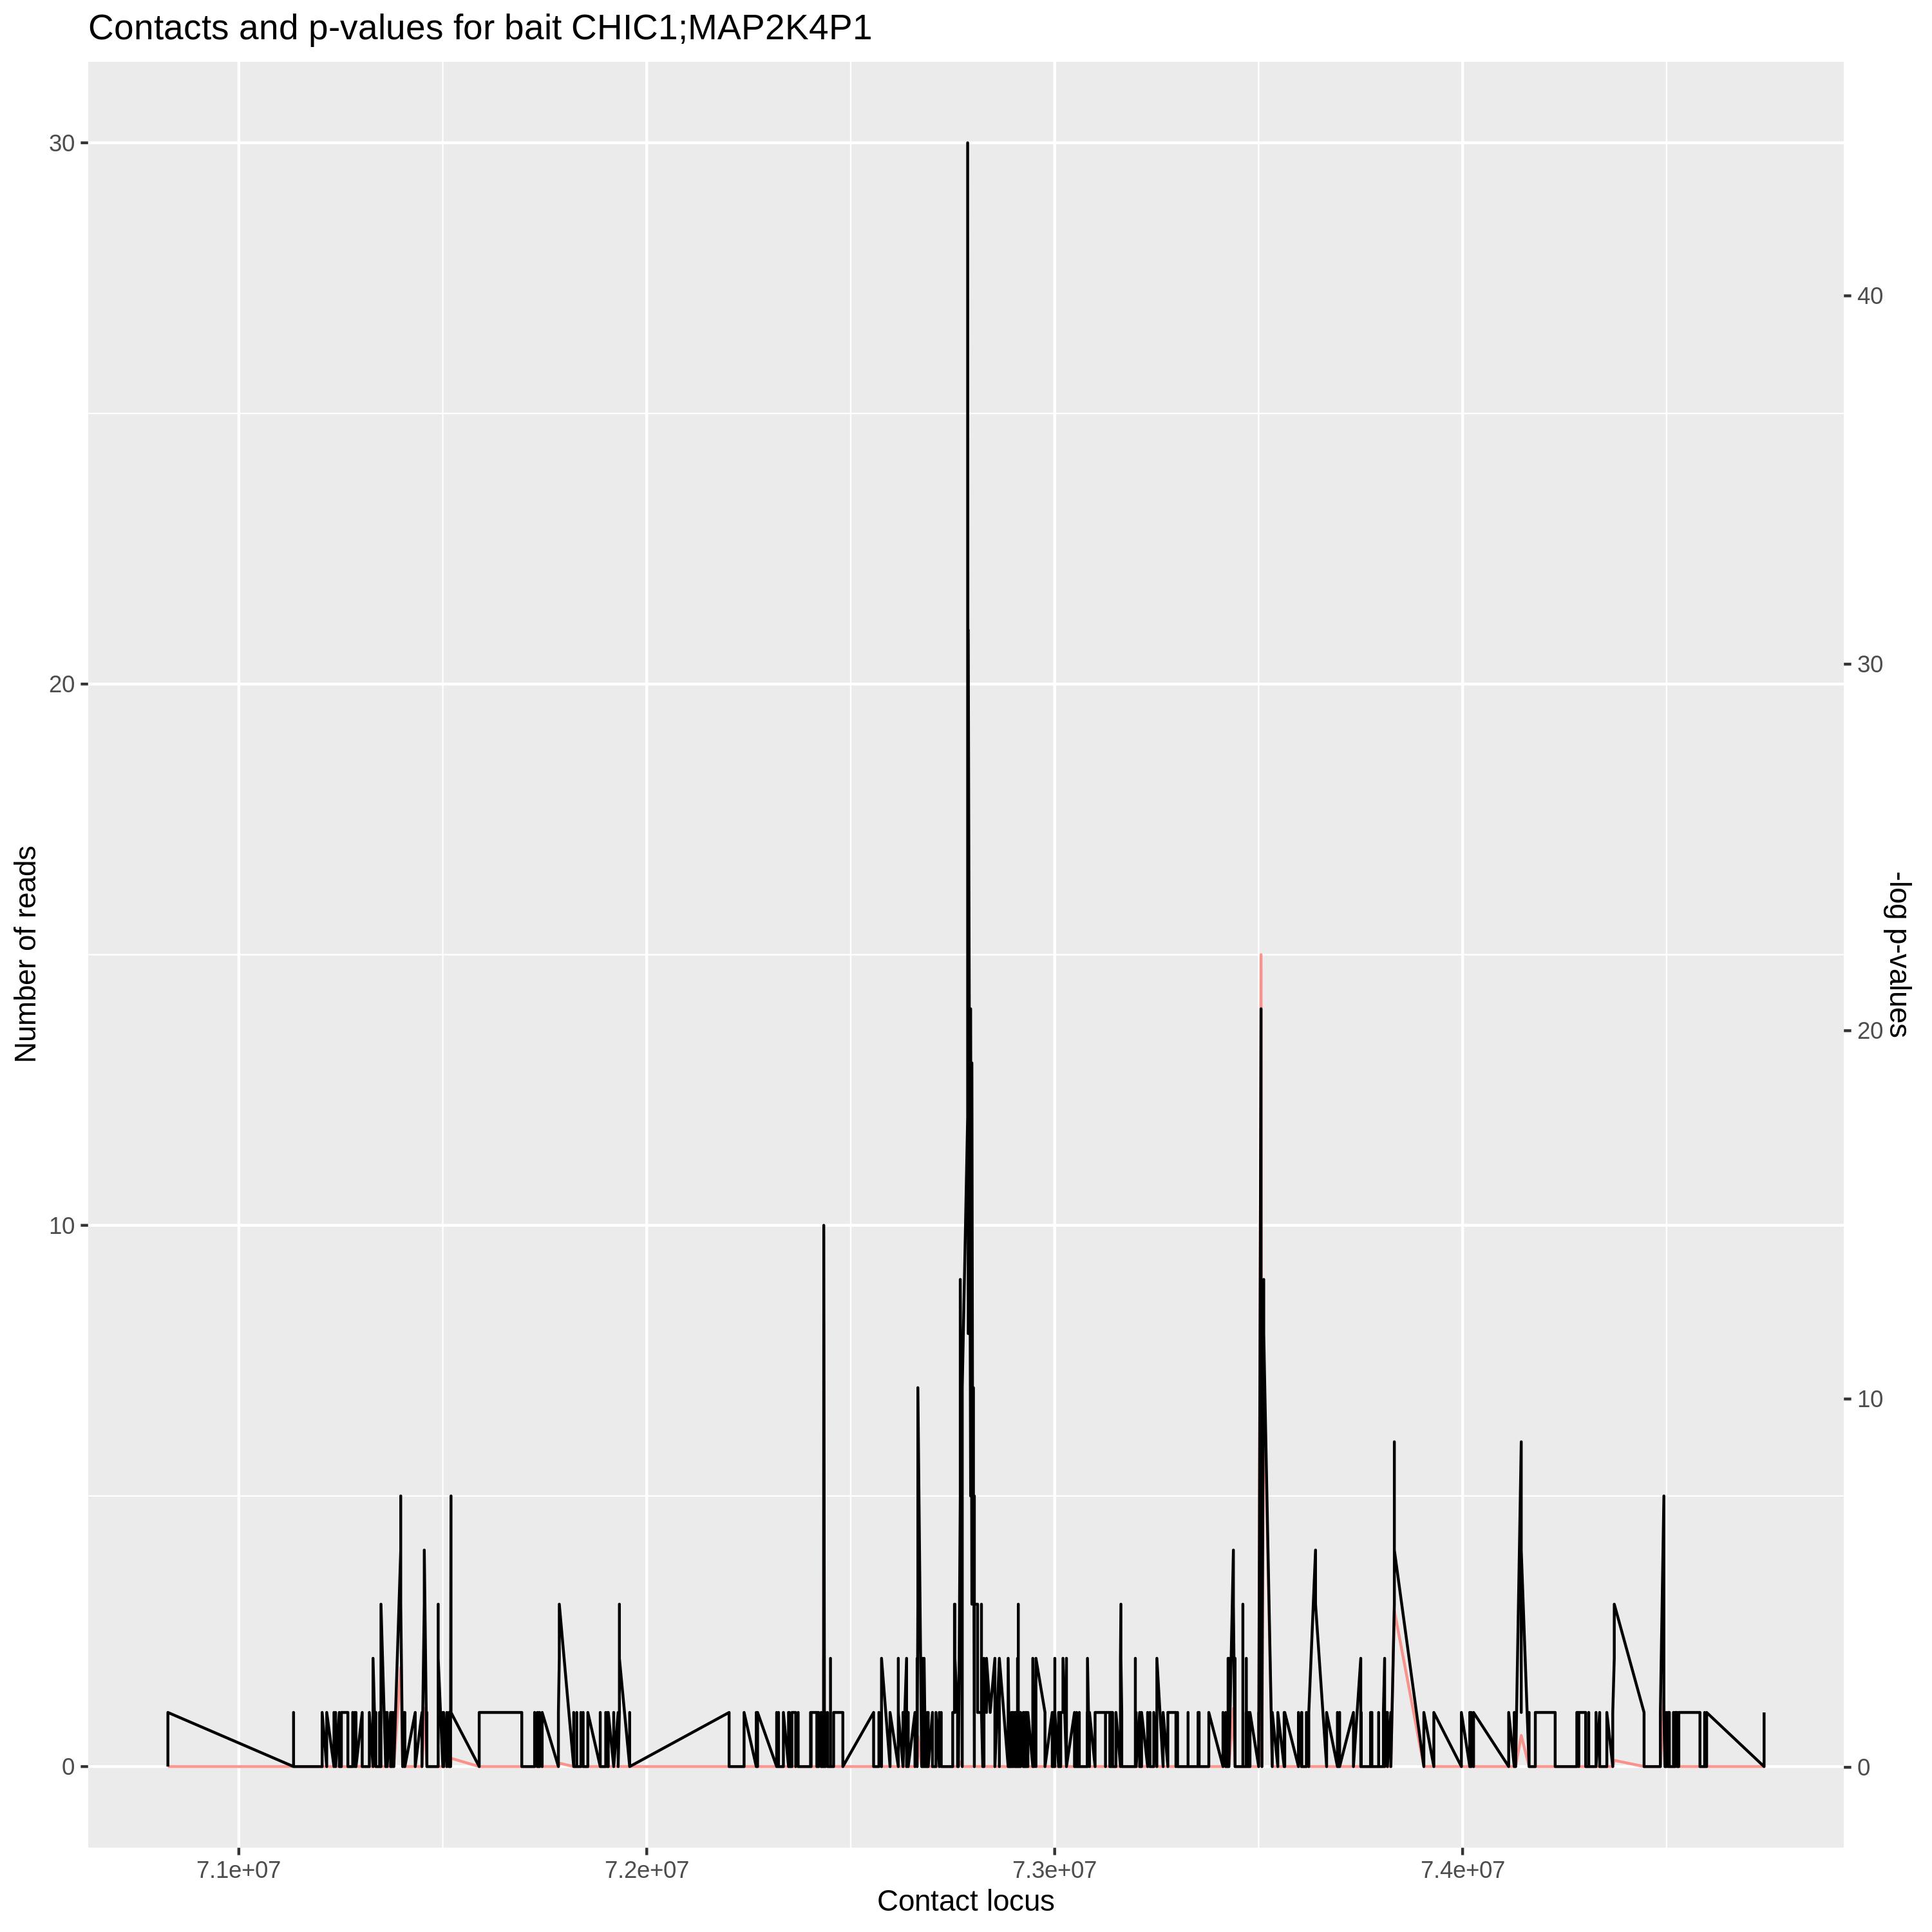 Contacts and p-values for bait CHIC1;MAP2K4P1
30
20
10
0
Number of reads
40
30
20
10
0
-log p-values
7.1e+07
7.2e+07
7.3e+07
7.4e+07
Contact locus